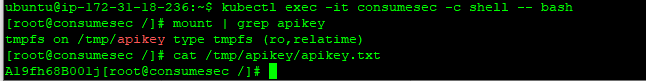 ubuntu@ip-172-31-18-236:~$ kubectl exec -it consumesec -c shell -- bash
[root@consumesec /]# mount | grep apikey
tmpfs on /tmp/apikey type tmpfs (ro,relatime)
[root@consumesec /]# cat /tmp/apikey/apikey.txt
A19fh68B001j[root@consumesec /]#